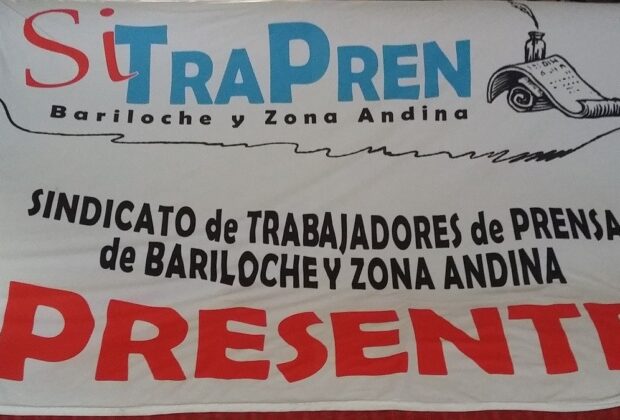 SiTRAPREN
Bariloche y Zona Andina
SINDICATO de TRABAJADORES de PRENSA
de BARILOCHE Y ZONA ANDINA
PRESENTE